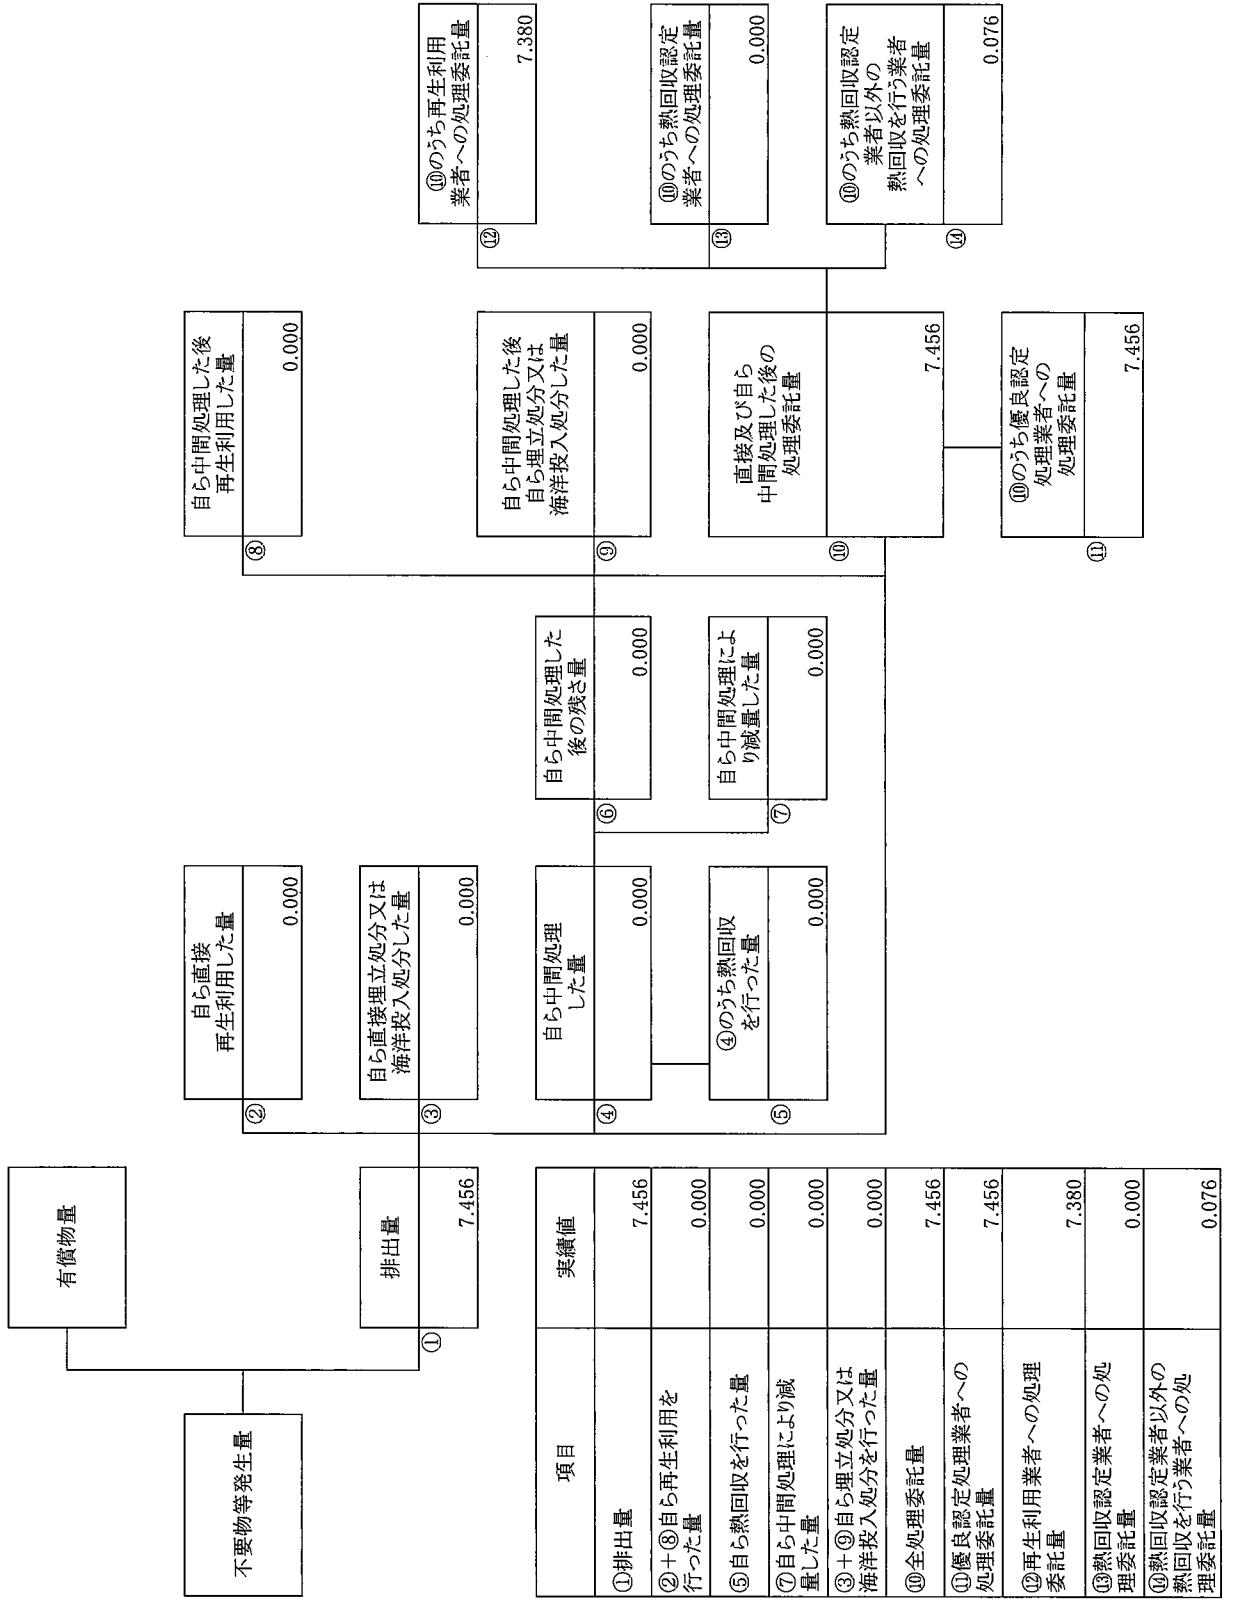 不要物等発生量
有償物量
排出量
①
7.456
自ら直接
再生利用した量
②
0.000
自ら直接埋立処分又は
海洋投入処分した量
③
0.000
自ら中間処理
した量
④
0.000
④のうち熱回収
を行った量
⑤
0.000
自ら中間処理した
後の残さ量
⑥
0.000
自ら中間処理によ
り減量した量
⑦
0.000
自ら中間処理した後
再生利用した量
⑧
0.000
自ら中間処理した後
自ら埋立処分又は
海洋投入処分した量
⑨
0.000
直接及び自ら
中間処理した後の
処理委託量
⑩
7.456
⑩のうち優良認定
処理業者への
処理委託量
⑪
7.456
⑩のうち再生利用
業者への処理委託量
⑫
7.380
⑩のうち熱回収認定
業者への処理委託量
⑬
0.000
⑩のうち熱回収認定
業者以外の
熱回収を行う業者
への処理委託量
⑭
0.076
項目 実績値
①排出量 7.456
②+⑧自ら再生利用を
行った量 0.000
⑤自ら熱回収を行った量 0.000
⑦自ら中間処理により減
量した量 0.000
③+⑨自ら埋立処分又は
海洋投入処分を行った量 0.000
⑩全処理委託量 7.456
⑪優良認定処理業者への
処理委託量 7.456
⑫再生利用業者への処理
委託量 7.380
⑬熱回収認定業者への処
理委託量 0.000
⑭熱回収認定業者以外の
熱回収を行う業者への処
理委託量 0.076